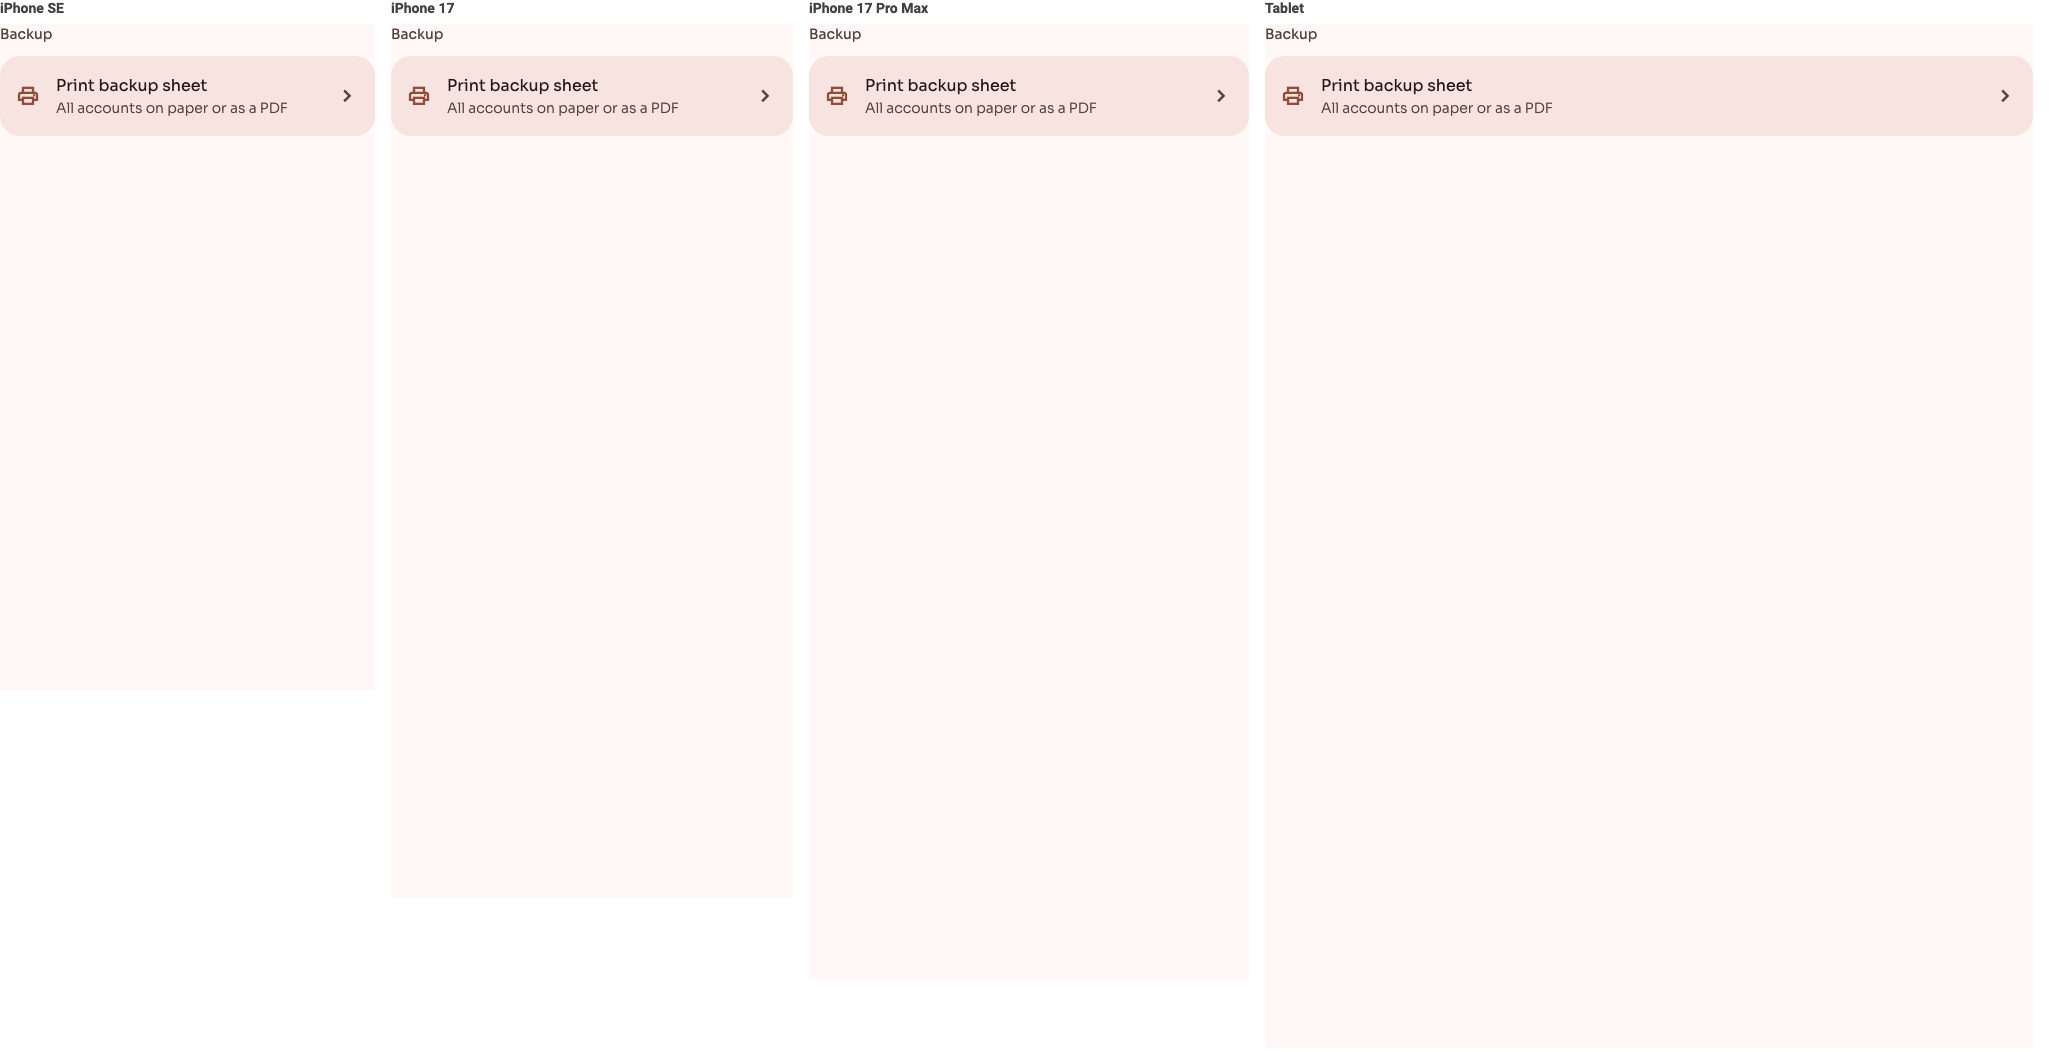 iPhone SE
Backup
Print backup sheet
All accounts on paper or as a PDF
iPhone 17
Backup
Print backup sheet
All accounts on paper or as a PDF
iPhone 17 Pro Max
Backup
Print backup sheet
All accounts on paper or as a PDF
Tablet
Backup
Print backup sheet
All accounts on paper or as a PDF